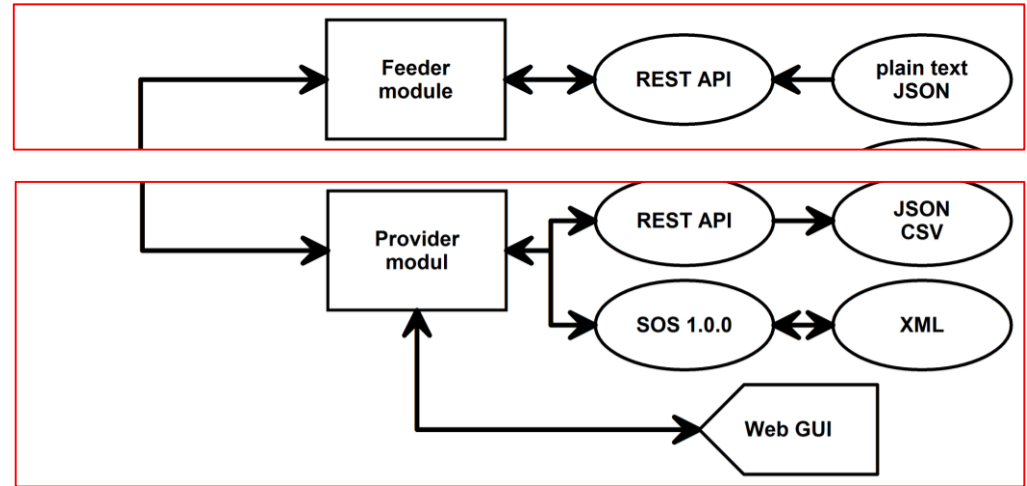 Feeder
module
REST API
plain text
JSON
Provider
modul
REST API
JSON
CSV
SOS 1.0.0
XML
Web GUI